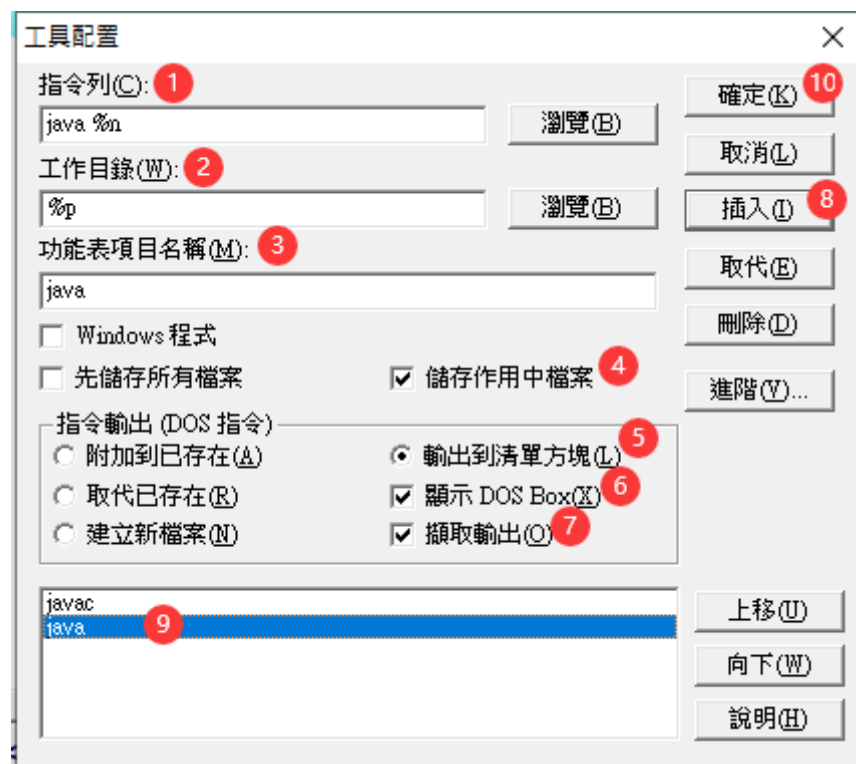 工具配置
指令列(C): 1
java %n
瀏覽(B)
確定(K) 10
取消(L)
工作目錄(W): 2
%p
瀏覽(B)
插入(I) 8
功能表項目名稱(M): 3
java
取代(E)
Windows 程式
刪除(D)
先儲存所有檔案
儲存作用中檔案 4
進階(V)...
指令輸出 (DOS 指令)
附加到已存在(A)
輸出到清單方塊(L) 5
取代已存在(R)
顯示 DOS Box(X) 6
建立新檔案(N)
擷取輸出(O) 7
javac
java 9
上移(U)
向下(W)
說明(H)